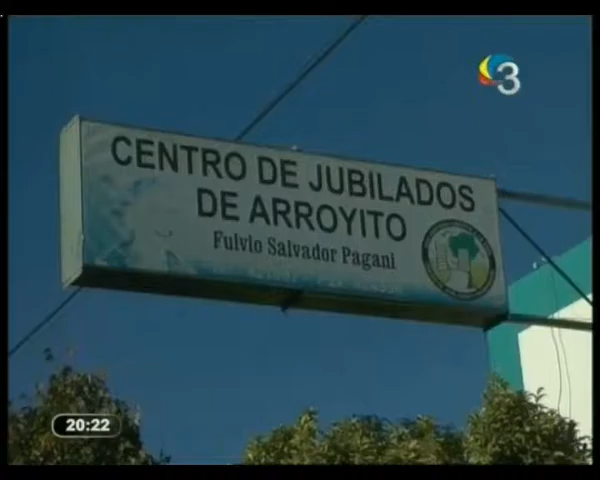 3
CENTRO DE JUBILADOS
DE ARROYITO
Fulvio Salvador Pagani
20:22